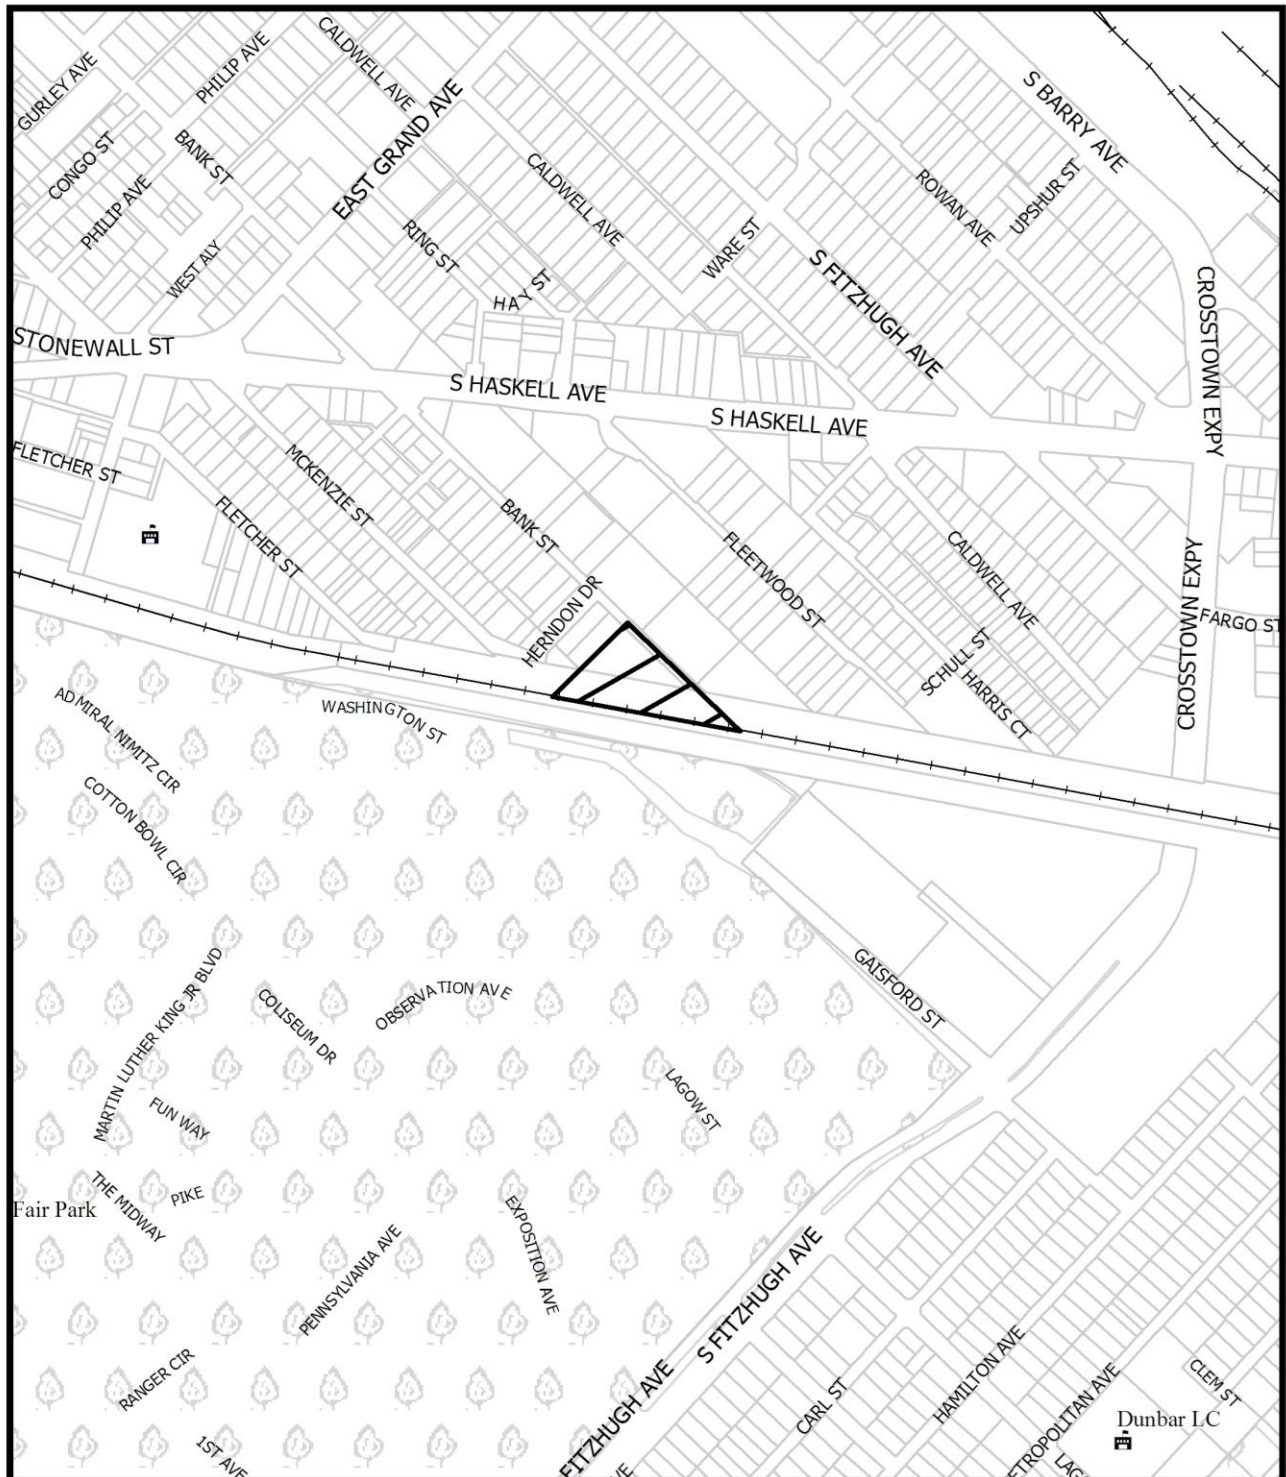 GURLEY AVE
PHILIP AVE
CALDWELL AVE
EAST GRAND AVE
S BARRY AVE
CONGO ST
BANK ST
PHILIP AVE
CALDWELL AVE
ROWAN AVE
UPSHUR ST
WEST ALY
RING ST
WARE ST
S FITZHUGH AVE
HAY ST
CROSSTOWN EXPY
STONEWALL ST
S HASKELL AVE
S HASKELL AVE
FLETCHER ST
MCKENZIE ST
FLETCHER ST
BANK ST
FLEETWOOD ST
CALDWELL AVE
CROSSTOWN EXPY
FARGO ST
HERNDON DR
SCHULL ST
HARRIS CT
WASHINGTON ST
ADMIRAL NIMITZ CIR
COTTON BOWL CIR
GAISFORD ST
MARTIN LUTHER KING JR BLVD
COLISEUM DR
OBSERVATION AVE
LAGOW ST
FUN WAY
THE MIDWAY
PIKE
Fair Park
PENNSYLVANIA AVE
EXPOSITION AVE
S FITZHUGH AVE
RANGER CIR
1ST AVE
FITZHUGH AVE
CARL ST
HAMILTON AVE
ETROPOLITAN AVE
CLEM ST
Dunbar LC
LAG
VE